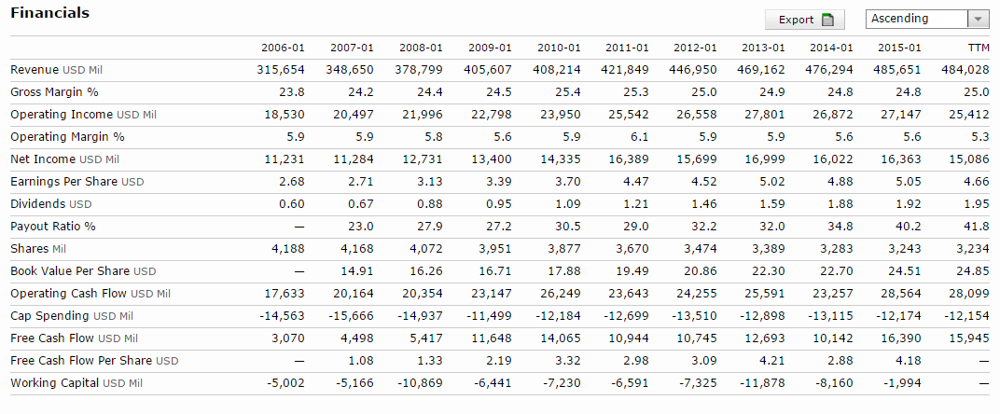 Financials
Export
Ascending
2006-01 2007-01 2008-01 2009-01 2010-01 2011-01 2012-01 2013-01 2014-01 2015-01 TTM
Revenue USD Mil 315,654 348,650 378,799 405,607 408,214 421,849 446,950 469,162 476,294 485,651 484,028
Gross Margin % 23.8 24.2 24.4 24.5 25.4 25.3 25.0 24.9 24.8 24.8 25.0
Operating Income USD Mil 18,530 20,497 21,996 22,798 23,950 25,542 26,558 27,801 26,872 27,147 25,412
Operating Margin % 5.9 5.9 5.8 5.6 5.9 6.1 5.9 5.9 5.6 5.6 5.3
Net Income USD Mil 11,231 11,284 12,731 13,400 14,335 16,389 15,699 16,999 16,022 16,363 15,086
Earnings Per Share USD 2.68 2.71 3.13 3.39 3.70 4.47 4.52 5.02 4.88 5.05 4.66
Dividends USD 0.60 0.67 0.88 0.95 1.09 1.21 1.46 1.59 1.88 1.92 1.95
Payout Ratio % — 23.0 27.9 27.2 30.5 29.0 32.2 32.0 34.8 40.2 41.8
Shares Mil 4,188 4,168 4,072 3,951 3,877 3,670 3,474 3,389 3,283 3,243 3,234
Book Value Per Share USD — 14.91 16.26 16.71 17.88 19.49 20.86 22.30 22.70 24.51 24.85
Operating Cash Flow USD Mil 17,633 20,164 20,354 23,147 26,249 23,643 24,255 25,591 23,257 28,564 28,099
Cap Spending USD Mil -14,563 -15,666 -14,937 -11,499 -12,184 -12,699 -13,510 -12,898 -13,115 -12,174 -12,154
Free Cash Flow USD Mil 3,070 4,498 5,417 11,648 14,065 10,944 10,745 12,693 10,142 16,390 15,945
Free Cash Flow Per Share USD — 1.08 1.33 2.19 3.32 2.98 3.09 4.21 2.88 4.18 —
Working Capital USD Mil -5,002 -5,166 -10,869 -6,441 -7,230 -6,591 -7,325 -11,878 -8,160 -1,994 —